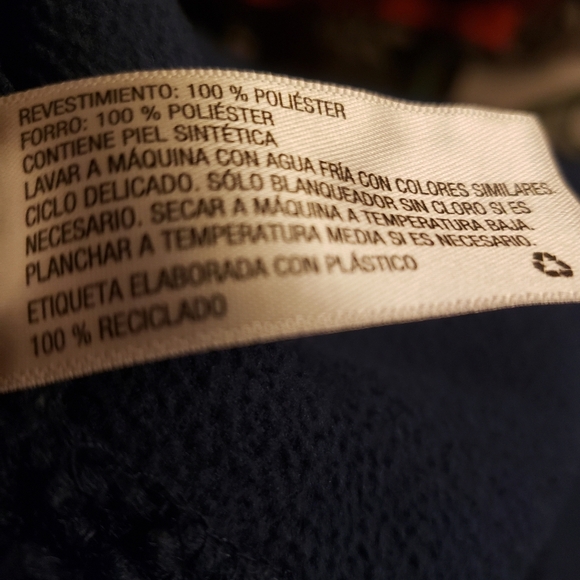 REVESTIMIENTO: 100 % POLIÉSTER
FORRO: 100 % POLIÉSTER
CONTIENE PIEL SINTÉTICA
LAVAR A MÁQUINA CON AGUA FRÍA CON COLORES SIMILARES.
CICLO DELICADO. SÓLO BLANQUEADOR SIN CLORO SI ES
NECESARIO. SECAR A MÁQUINA A TEMPERATURA BAJA.
PLANCHAR A TEMPERATURA MEDIA SI ES NECESARIO.
ETIQUETA ELABORADA CON PLÁSTICO
100 % RECICLADO